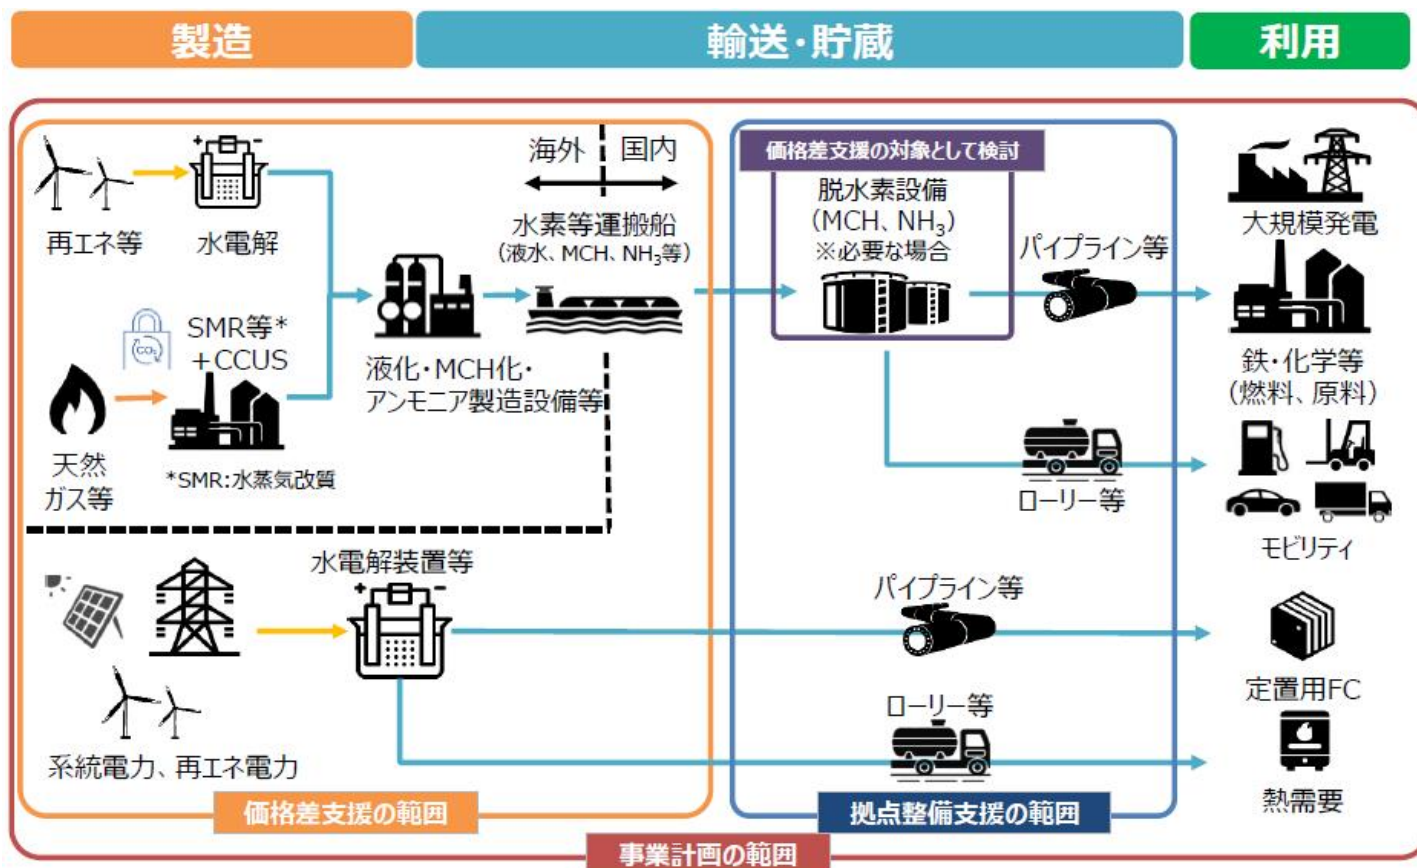 製造
輸送・貯蔵
利用
海外
国内
再エネ等
水電解
水素等運搬船
(液水、MCH、NH₃等)
CO₂
SMR等*
+CCUS
天然
ガス等
*SMR:水蒸気改質
液化・MCH化・
アンモニア製造設備等
価格差支援の対象として検討
脱水素設備
(MCH、NH₃)
※必要な場合
パイプライン等
ローリー等
大規模発電
鉄・化学等
(燃料、原料)
モビリティ
水電解装置等
系統電力、再エネ電力
パイプライン等
ローリー等
定置用FC
熱需要
価格差支援の範囲
拠点整備支援の範囲
事業計画の範囲